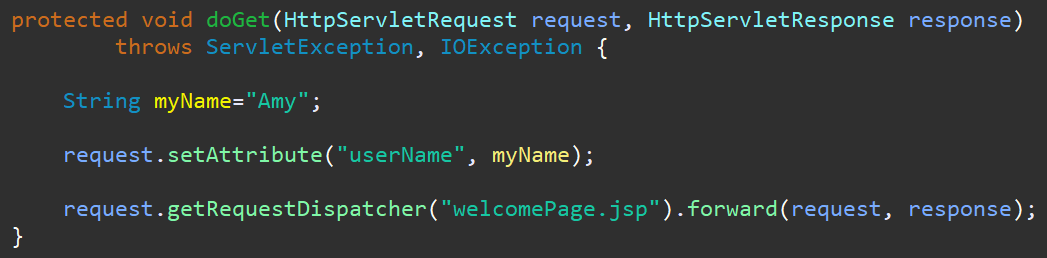 protected void doGet(HttpServletRequest request, HttpServletResponse response)
throws ServletException, IOException {
String myName="Amy";
request.setAttribute("userName", myName);
request.getRequestDispatcher("welcomePage.jsp").forward(request, response);
}